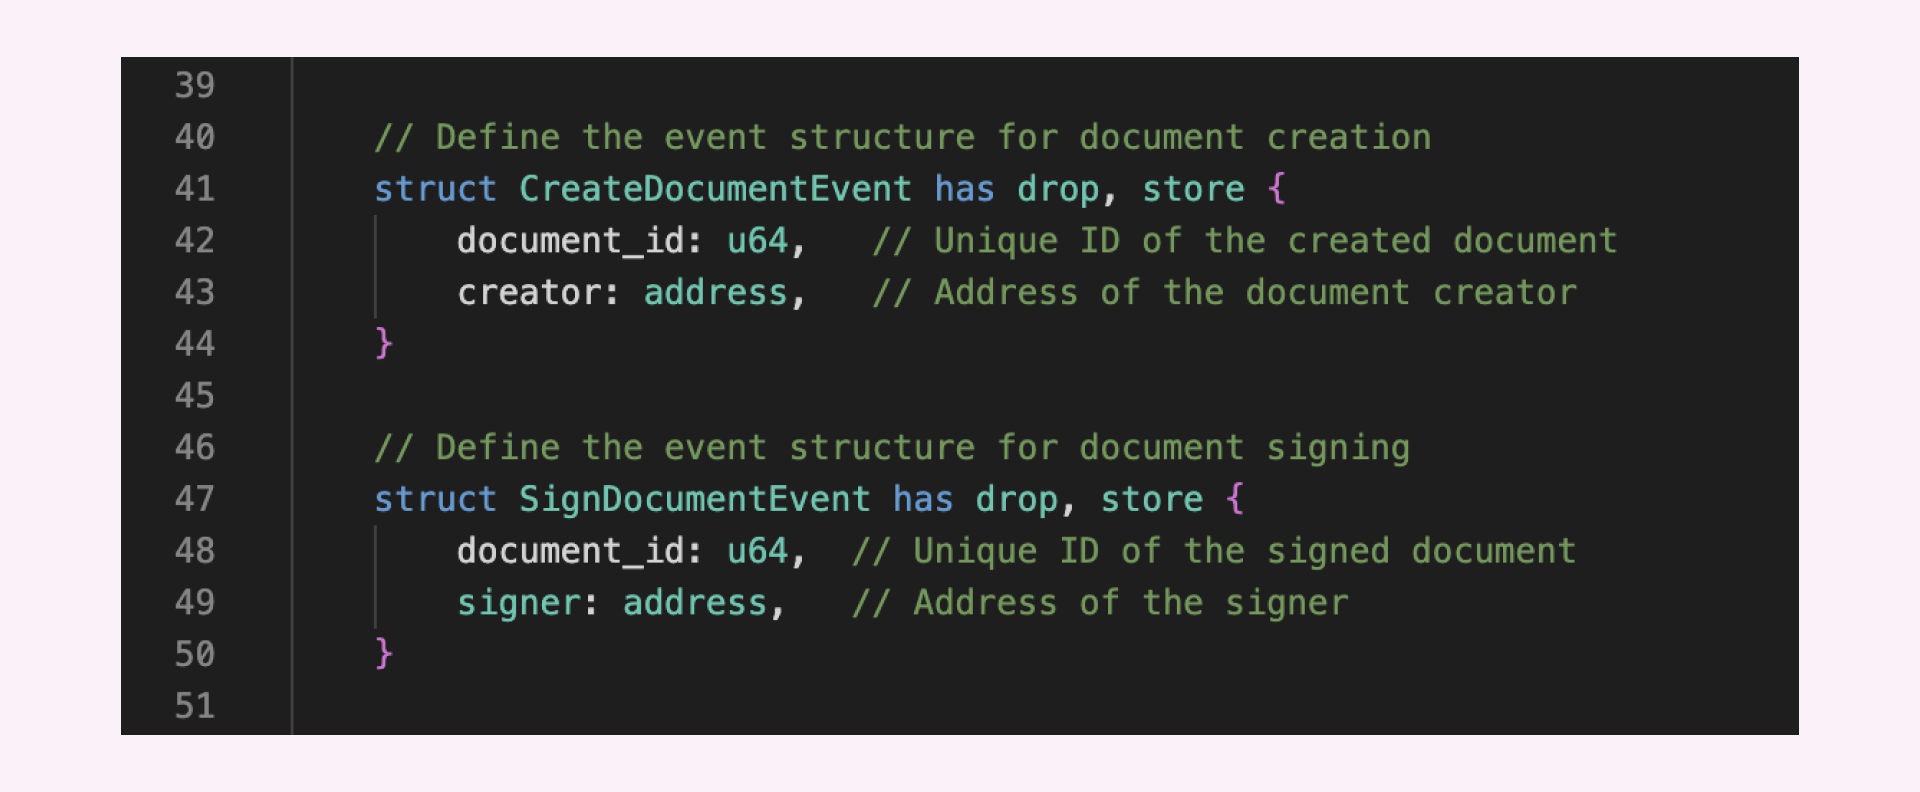 39
40 // Define the event structure for document creation
41 struct CreateDocumentEvent has drop, store {
42 document_id: u64, // Unique ID of the created document
43 creator: address, // Address of the document creator
44 }
45
46 // Define the event structure for document signing
47 struct SignDocumentEvent has drop, store {
48 document_id: u64, // Unique ID of the signed document
49 signer: address, // Address of the signer
50 }
51